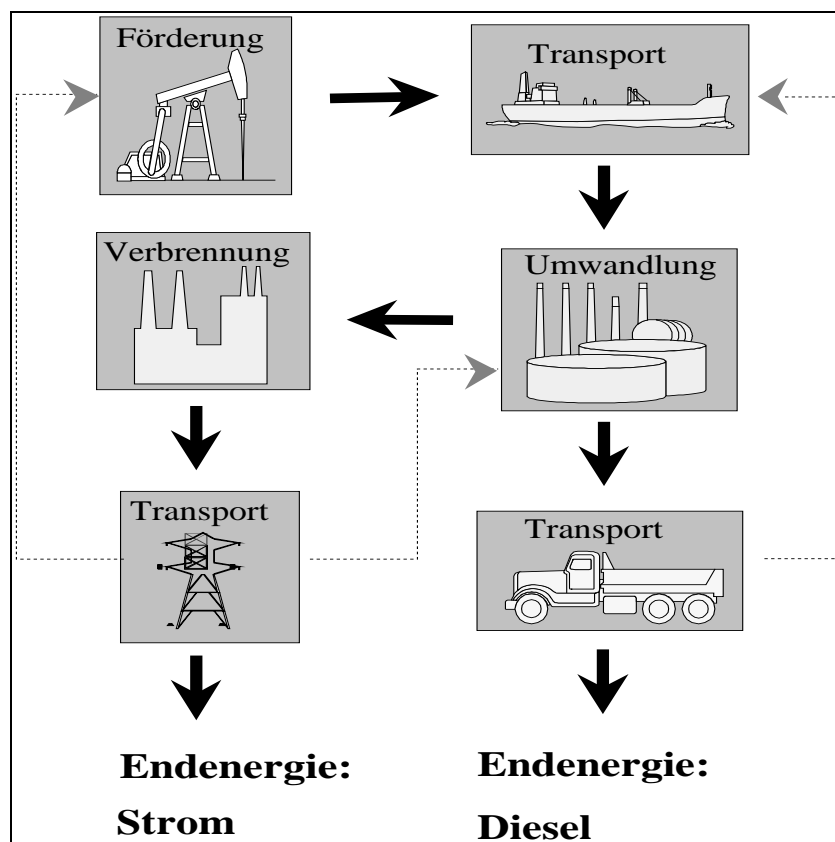 Förderung
Transport
Verbrennung
Umwandlung
Transport
Transport
Endenergie:
Strom
Endenergie:
Diesel